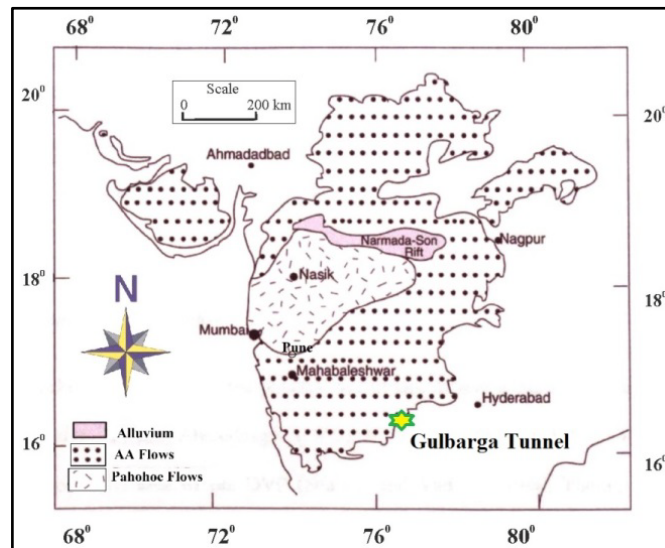 68⁰ 72⁰ 76⁰ 80⁰
20⁰
20⁰
Scale
0 200 km
Ahmadadbad
Narmada-Son
Rift
Nagpur
18⁰
18⁰
Nasik
N
Mumbai
Pune
Mahabaleshwar
Hyderabad
Alluvium
AA Flows
Gulbarga Tunnel
Pahohoe Flows
16⁰
16⁰
68⁰ 72⁰ 76⁰ 80⁰